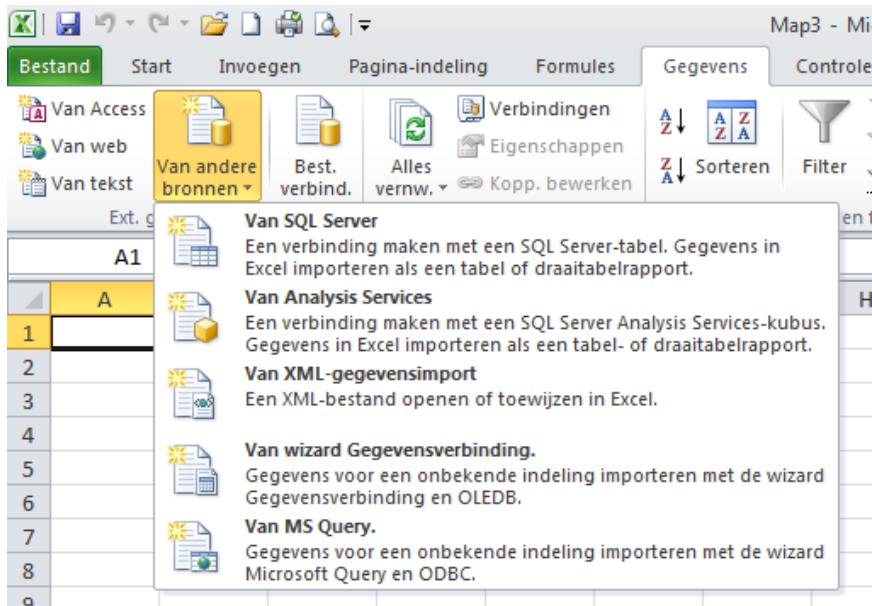 Map3 - Mi
Bestand Start Invoegen Pagina-indeling Formules Gegevens Controle
Van Access
Van web
Van tekst
Van andere bronnen
Best. verbind.
Alles vernw.
Verbindingen
Eigenschappen
Kopp. bewerken
A Z
Z A
A Z
Z A
Sorteren
Filter
Ext. g
en t
A1
A
H
1
2
3
4
5
6
7
8
9
Van SQL Server
Een verbinding maken met een SQL Server-tabel. Gegevens in
Excel importeren als een tabel of draaitabelrapport.
Van Analysis Services
Een verbinding maken met een SQL Server Analysis Services-kubus.
Gegevens in Excel importeren als een tabel- of draaitabelrapport.
Van XML-gegevensimport
Een XML-bestand openen of toewijzen in Excel.
Van wizard Gegevensverbinding.
Gegevens voor een onbekende indeling importeren met de wizard
Gegevensverbinding en OLEDB.
Van MS Query.
Gegevens voor een onbekende indeling importeren met de wizard
Microsoft Query en ODBC.